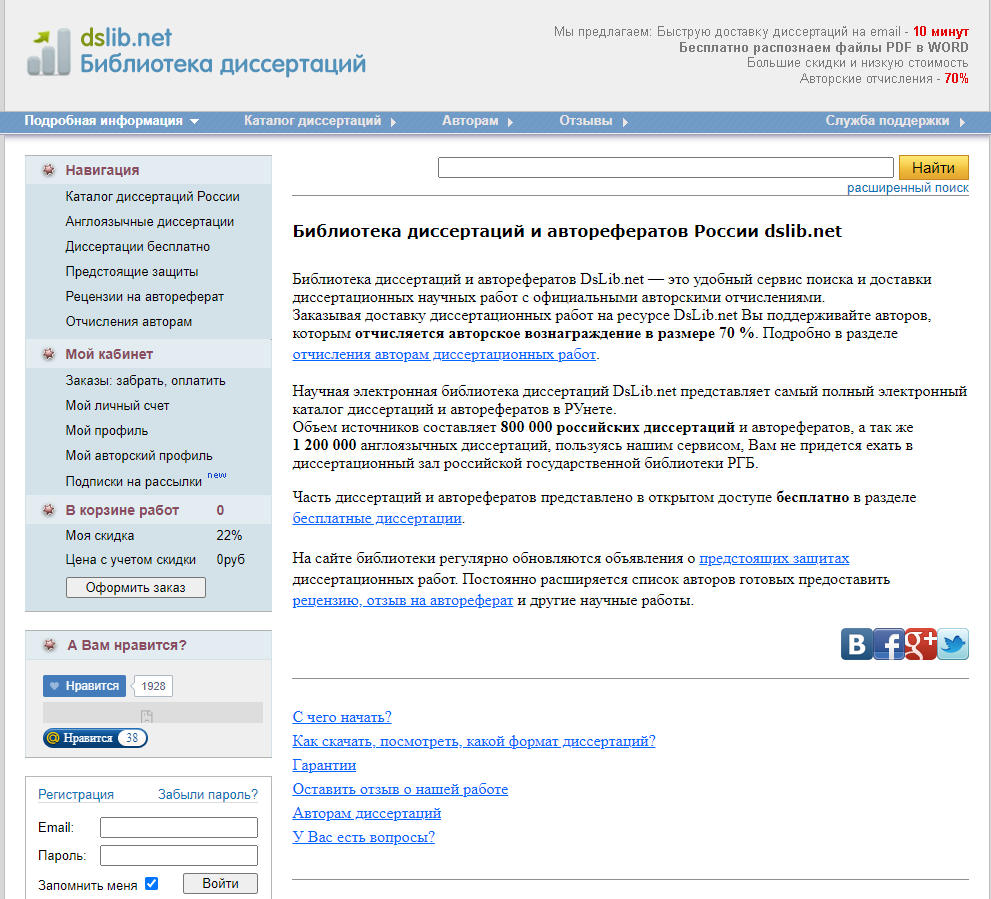 dslib.net
Библиотека диссертаций
Мы предлагаем: Быструю доставку диссертаций на email - 10 минут
Бесплатно распознаем файлы PDF в WORD
Большие скидки и низкую стоимость
Авторские отчисления - 70%
Подробная информация Каталог диссертаций Авторам Отзывы Служба поддержки
Навигация
Каталог диссертаций России
Англоязычные диссертации
Диссертации бесплатно
Предстоящие защиты
Рецензии на автореферат
Отчисления авторам
Мой кабинет
Заказы: забрать, оплатить
Мой личный счет
Мой профиль
Мой авторский профиль
Подписки на рассылки new
В корзине работ 0
Моя скидка 22%
Цена с учетом скидки 0руб
Оформить заказ
А Вам нравится?
Нравится 1928
@ Нравится 38
Регистрация Забыли пароль?
Email:
Пароль:
Запомнить меня Войти
Найти
расширенный поиск
Библиотека диссертаций и авторефератов России dslib.net
Библиотека диссертаций и авторефератов DsLib.net — это удобный сервис поиска и доставки
диссертационных научных работ с официальными авторскими отчислениями.
Заказывая доставку диссертационных работ на ресурсе DsLib.net Вы поддерживайте авторов,
которым отчисляется авторское вознаграждение в размере 70 %. Подробно в разделе
отчисления авторам диссертационных работ.
Научная электронная библиотека диссертаций DsLib.net представляет самый полный электронный
каталог диссертаций и авторефератов в РУнете.
Объем источников составляет 800 000 российских диссертаций и авторефератов, а так же
1 200 000 англоязычных диссертаций, пользуясь нашим сервисом, Вам не придется ехать в
диссертационный зал российской государственной библиотеки РГБ.
Часть диссертаций и авторефератов представлено в открытом доступе бесплатно в разделе
бесплатные диссертации.
На сайте библиотеки регулярно обновляются объявления о предстоящих защитах
диссертационных работ. Постоянно расширяется список авторов готовых предоставить
рецензию, отзыв на автореферат и другие научные работы.
В f g+
С чего начать?
Как скачать, посмотреть, какой формат диссертаций?
Гарантии
Оставить отзыв о нашей работе
Авторам диссертаций
У Вас есть вопросы?